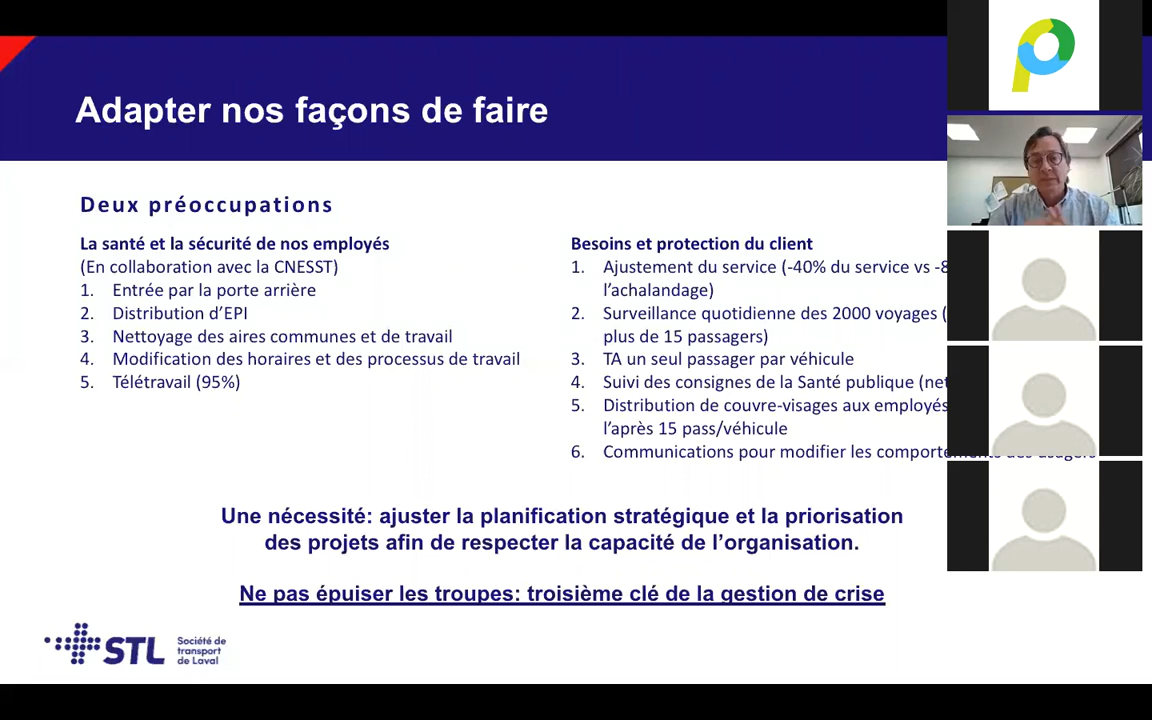 Adapter nos façons de faire
Deux préoccupations
La santé et la sécurité de nos employés
(En collaboration avec la CNESST)
1. Entrée par la porte arrière
2. Distribution d’EPI
3. Nettoyage des aires communes et de travail
4. Modification des horaires et des processus de travail
5. Télétravail (95%)
Besoins et protection du client
1. Ajustement du service (-40% du service vs
l’achalandage)
2. Surveillance quotidienne des 2000 voyages (
plus de 15 passagers)
3. TA un seul passager par véhicule
4. Suivi des consignes de la Santé publique
5. Distribution de couvre-visages aux employés
l’après 15 pass/véhicule
6. Communications pour modifier les
Une nécessité: ajuster la planification stratégique et la priorisation
des projets afin de respecter la capacité de l’organisation.
Ne pas épuiser les troupes: troisième clé de la gestion de crise
STL
Société de
transport
de Laval